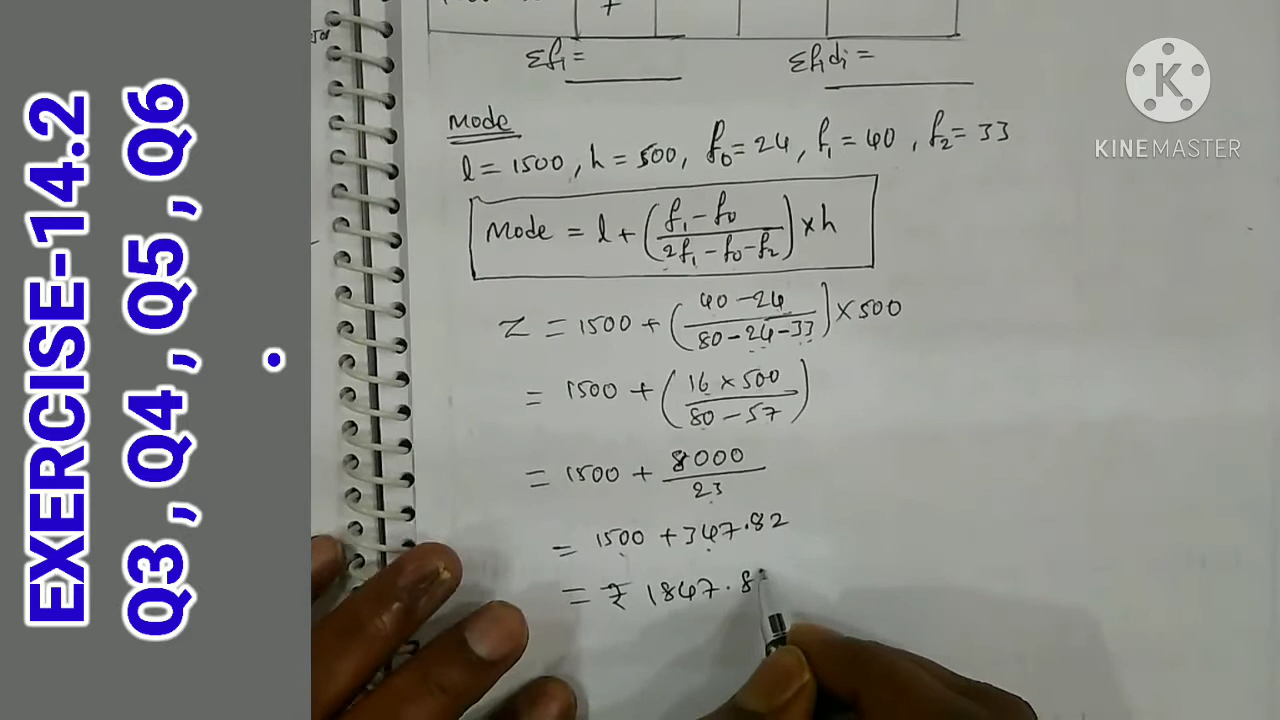 EXERCISE-14.2
Q3 , Q4 , Q5 , Q6 .
K
KINEMASTER
Σfi =
Σfidi =
Mode
l = 1500 , h = 500, f0 = 24 , f1 = 40 , f2 = 33
Mode = l + (f1 - f0 / 2f1 - f0 - f2) × h
Z = 1500 + (40 - 24 / 80 - 24 - 33) × 500
= 1500 + (16 × 500 / 80 - 57)
= 1500 + 8000 / 23
= 1500 + 347.82
= ₹ 1847.8